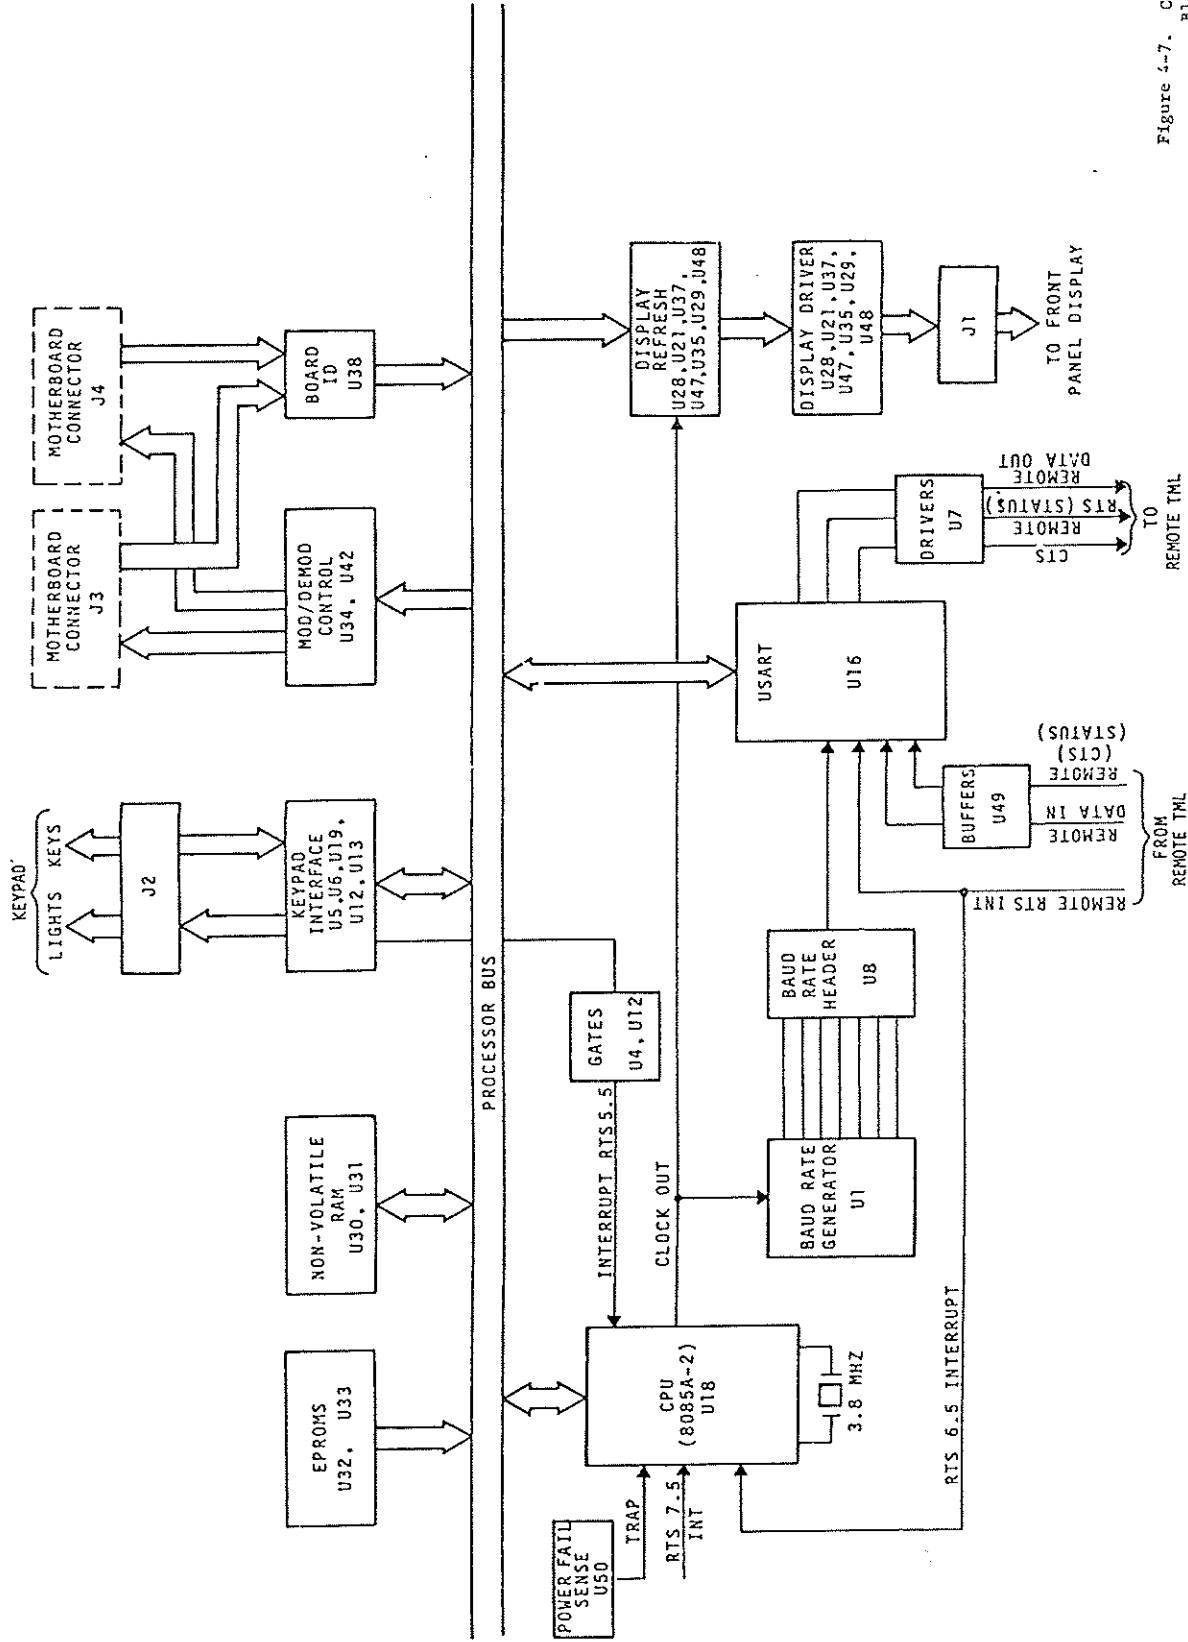 KEYPAD
LIGHTS KEYS
J2
KEYPAD
INTERFACE
U5,U6,U19,
U12,U13
MOTHERBOARD
CONNECTOR
J3
MOTHERBOARD
CONNECTOR
J4
EPROMS
U32, U33
NON-VOLATILE
RAM
U30, U31
MOD/DEMOD
CONTROL
U34, U42
BOARD
ID
U38
PROCESSOR BUS
POWER FAIL
SENSE
U50
TRAP
RTS 7.5
INT
CPU
(8085A-2)
U18
3.8 MHZ
INTERRUPT RTS5.5
GATES
U4, U12
CLOCK OUT
BAUD RATE
GENERATOR
U1
BAUD
RATE
HEADER
U8
RTS 6.5 INTERRUPT
USART
U16
BUFFERS
U49
REMOTE RTS INT
REMOTE
DATA IN
REMOTE
(CTS)
(STATUS)
FROM
REMOTE TML
DRIVERS
U7
CTS
REMOTE
RTS (STATUS)
REMOTE
DATA OUT
TO
REMOTE TML
DISPLAY
REFRESH
U28,U21,U37,
U47,U35,U29,U48
DISPLAY DRIVER
U28,U21,U37,
U47,U35,U29,
U48
J1
TO FRONT
PANEL DISPLAY
Figure 4-7. C
Bl